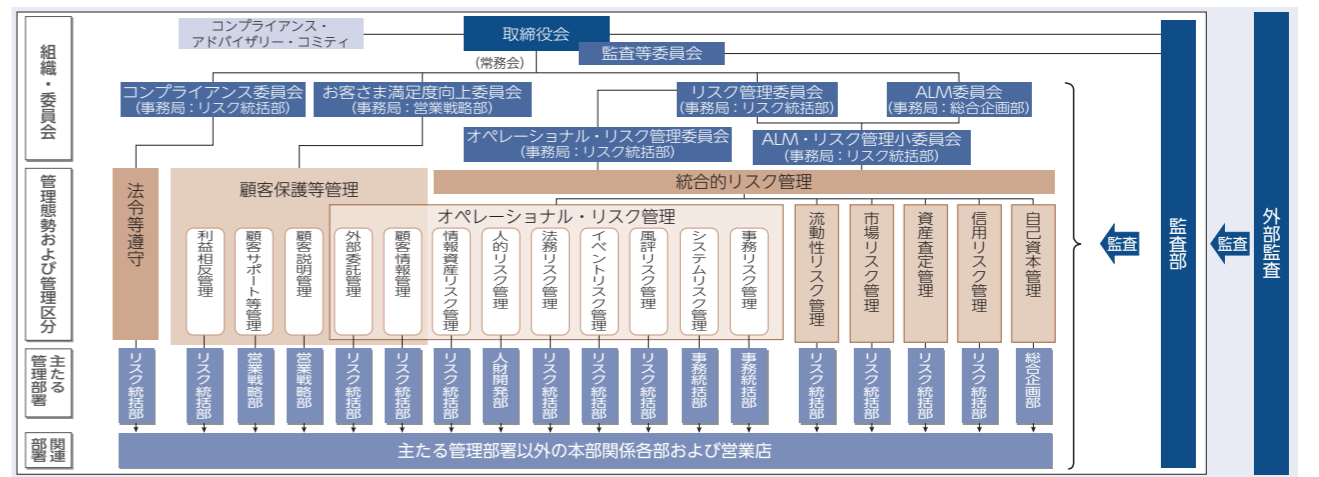 組織・委員会
コンプライアンス・
アドバイザリー・コミティ
取締役会
監査等委員会
(常務会)
コンプライアンス委員会
(事務局：リスク統括部)
お客さま満足度向上委員会
(事務局：営業戦略部)
リスク管理委員会
(事務局：リスク統括部)
ALM委員会
(事務局：総合企画部)
オペレーショナル・リスク管理委員会
(事務局：リスク統括部)
ALM・リスク管理小委員会
(事務局：リスク統括部)
管理態勢および管理区分
法令等遵守
顧客保護等管理
統合的リスク管理
オペレーショナル・リスク管理
利益相反管理
顧客サポート等管理
顧客説明管理
外部委託管理
顧客情報管理
情報資産リスク管理
人的リスク管理
法務リスク管理
イベントリスク管理
風評リスク管理
システムリスク管理
事務リスク管理
流動性リスク管理
市場リスク管理
資産査定管理
信用リスク管理
自己資本管理
主たる
管理部署
リスク統括部
リスク統括部
営業戦略部
営業戦略部
リスク統括部
リスク統括部
リスク統括部
人財開発部
リスク統括部
リスク統括部
リスク統括部
事務統括部
事務統括部
リスク統括部
リスク統括部
リスク統括部
リスク統括部
総合企画部
関連
部署
主たる管理部署以外の本部関係各部および営業店
監査
監査部
監査
外部監査